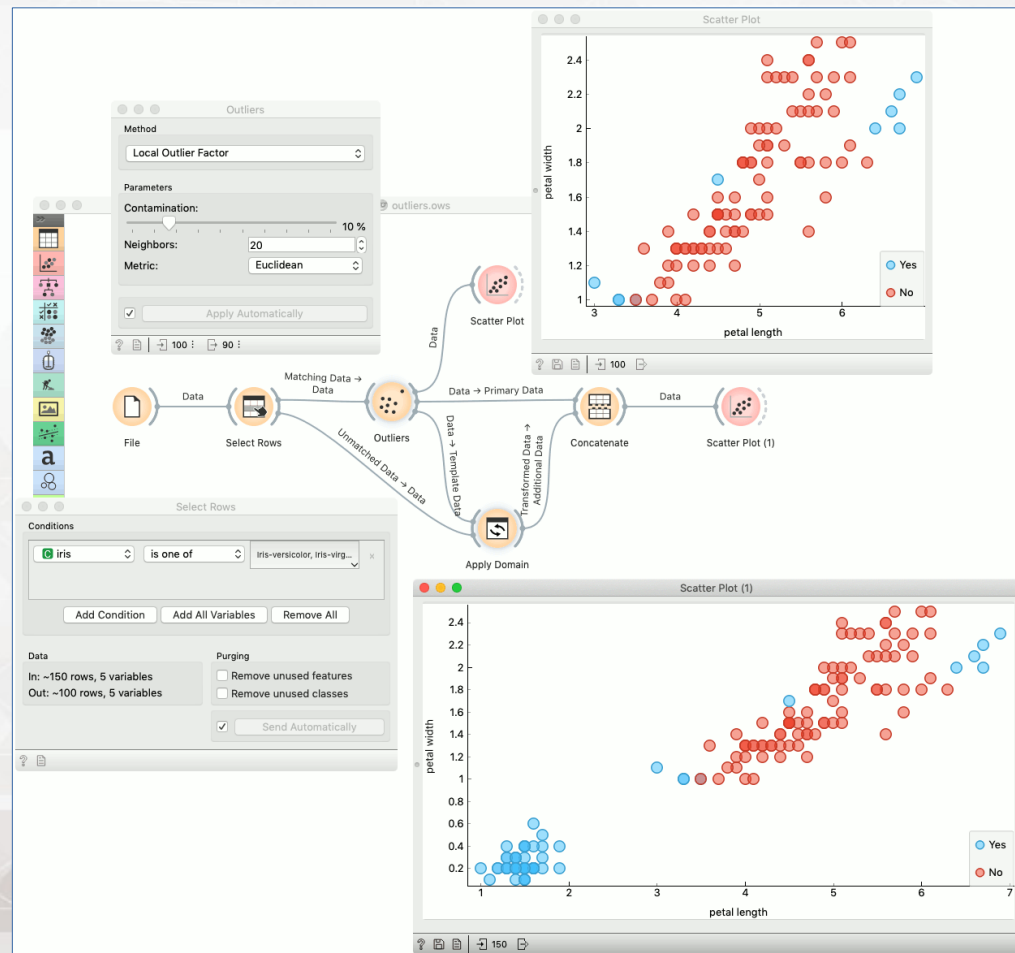 Scatter Plot
2.4
2.2
2
1.8
1.6
1.4
1.2
1
petal width
3
4
5
6
petal length
Yes
No
100
Outliers
Method
Local Outlier Factor
Parameters
Contamination:
10 %
Neighbors:
20
Metric:
Euclidean
Apply Automatically
100
90
outliers.ows
a
File
Data
Select Rows
Matching Data → Data
Unmatched Data → Data
Outliers
Data
Scatter Plot
Data → Primary Data
Data → Template Data
Transformed Data → Additional Data
Apply Domain
Concatenate
Data
Scatter Plot (1)
Select Rows
Conditions
C iris
is one of
Iris-versicolor, Iris-virg...
Add Condition
Add All Variables
Remove All
Data
In: ~150 rows, 5 variables
Out: ~100 rows, 5 variables
Purging
Remove unused features
Remove unused classes
Send Automatically
Scatter Plot (1)
2.4
2.2
2
1.8
1.6
1.4
1.2
1
0.8
0.6
0.4
0.2
petal width
1
2
3
4
5
6
7
petal length
Yes
No
150